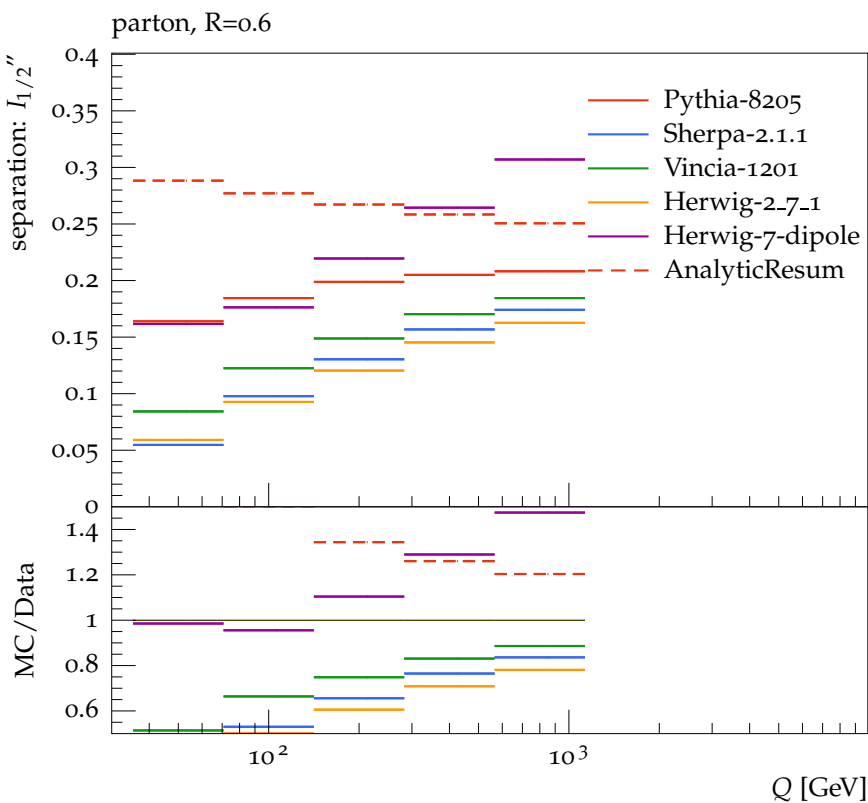 parton, R=0.6
separation: I_{1/2}″
0.4
0.35
0.3
0.25
0.2
0.15
0.1
0.05
0
Pythia-8205
Sherpa-2.1.1
Vincia-1201
Herwig-2_7_1
Herwig-7-dipole
AnalyticResum
MC/Data
1.4
1.2
1
0.8
0.6
10²
10³
Q [GeV]